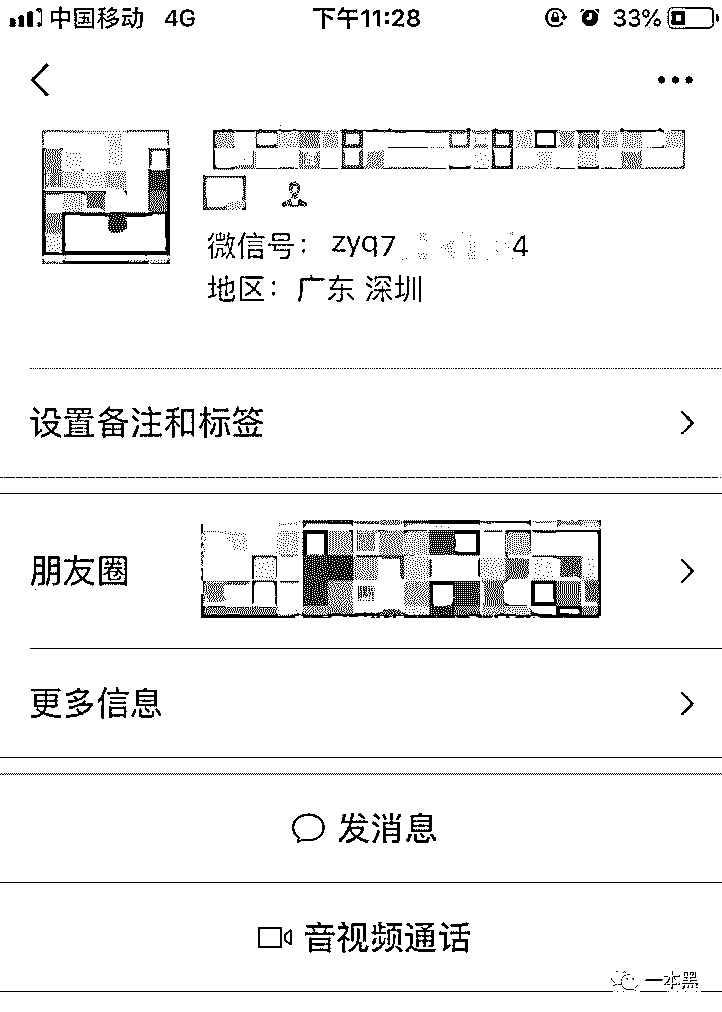 中国移动 4G 下午11:28 33%
微信号: zyq7 4
地区: 广东 深圳
设置备注和标签
朋友圈
更多信息
发消息
音视频通话
一本黑